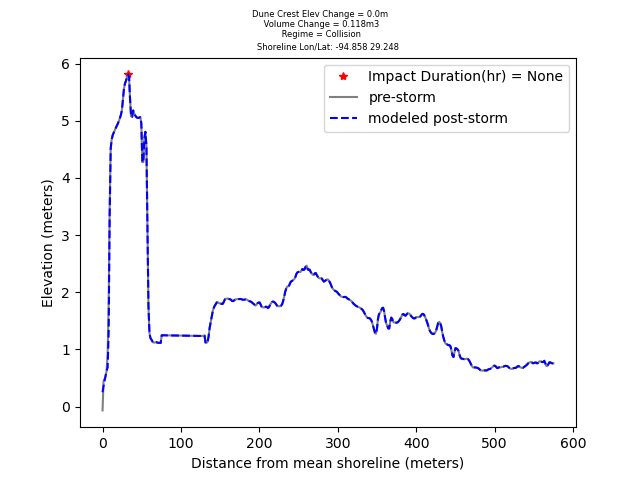 Dune Crest Elev Change = 0.0m
Volume Change = 0.118m3
Regime = Collision
Shoreline Lon/Lat: -94.858 29.248
Impact Duration(hr) = None
pre-storm
modeled post-storm
Elevation (meters)
6
5
4
3
2
1
0
0 100 200 300 400 500 600
Distance from mean shoreline (meters)